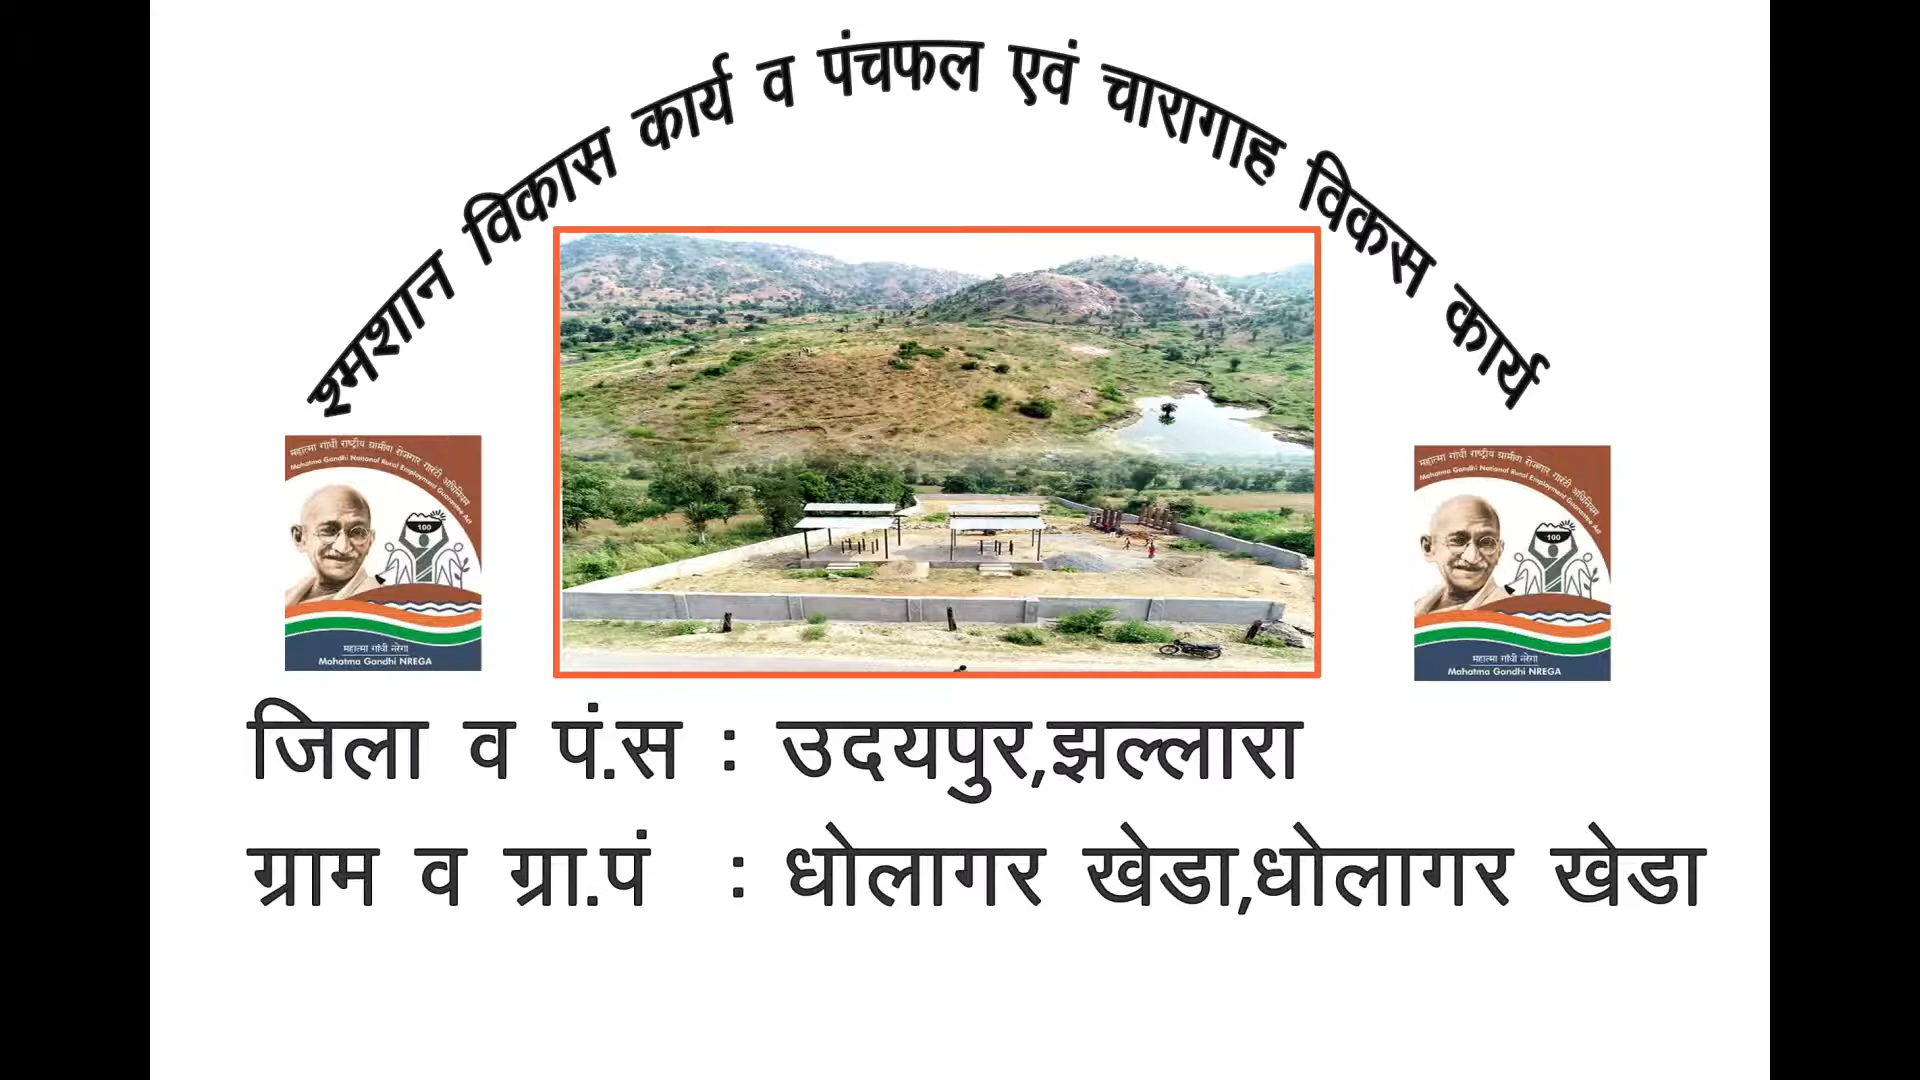 श्मशान विकास कार्य व पंचफल एवं चारागाह विकस कार्य
महात्मा गांधी राष्ट्रीय ग्रामीण रोजगार गारंटी अधिनियम
Mahatma Gandhi National Rural Employment Guarantee Act
100
महात्मा गांधी नरेगा
Mahatma Gandhi NREGA
महात्मा गांधी राष्ट्रीय ग्रामीण रोजगार गारंटी अधिनियम
Mahatma Gandhi National Rural Employment Guarantee Act
100
महात्मा गांधी नरेगा
Mahatma Gandhi NREGA
जिला व पं.स : उदयपुर,झल्लारा
ग्राम व ग्रा.पं : धोलागर खेडा,धोलागर खेडा